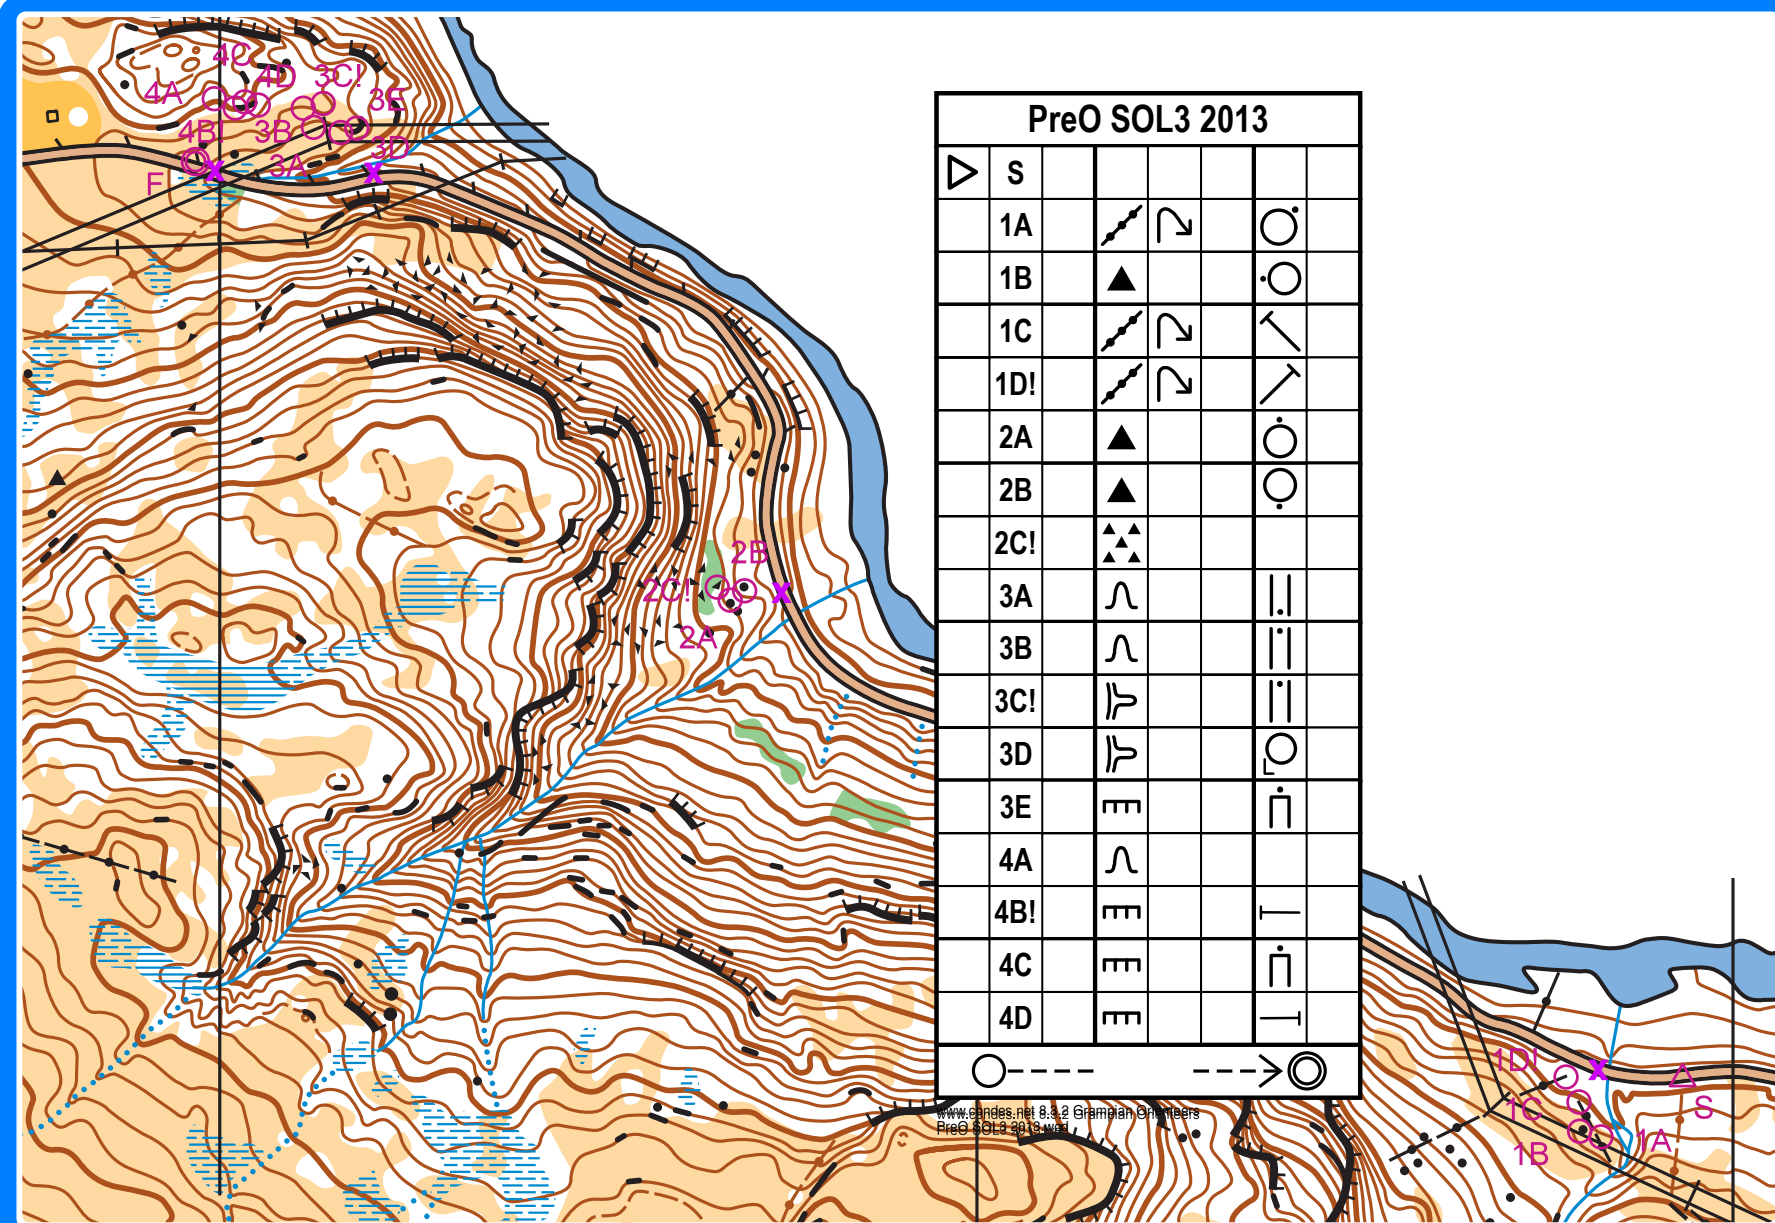 4C
4D
3C!
4A
3E
4B!
3B
3D
3A
F
PreO SOL3 2013
S
1A
1B
1C
1D!
2A
2B
2C!
3A
3B
3C!
3D
3E
4A
4B!
4C
4D
2B
2C!
2A
1D!
1C
S
1B
1A
www.condes.net 8.3.2 Grampian Orienteers
PreO SOL3 2013.wcd